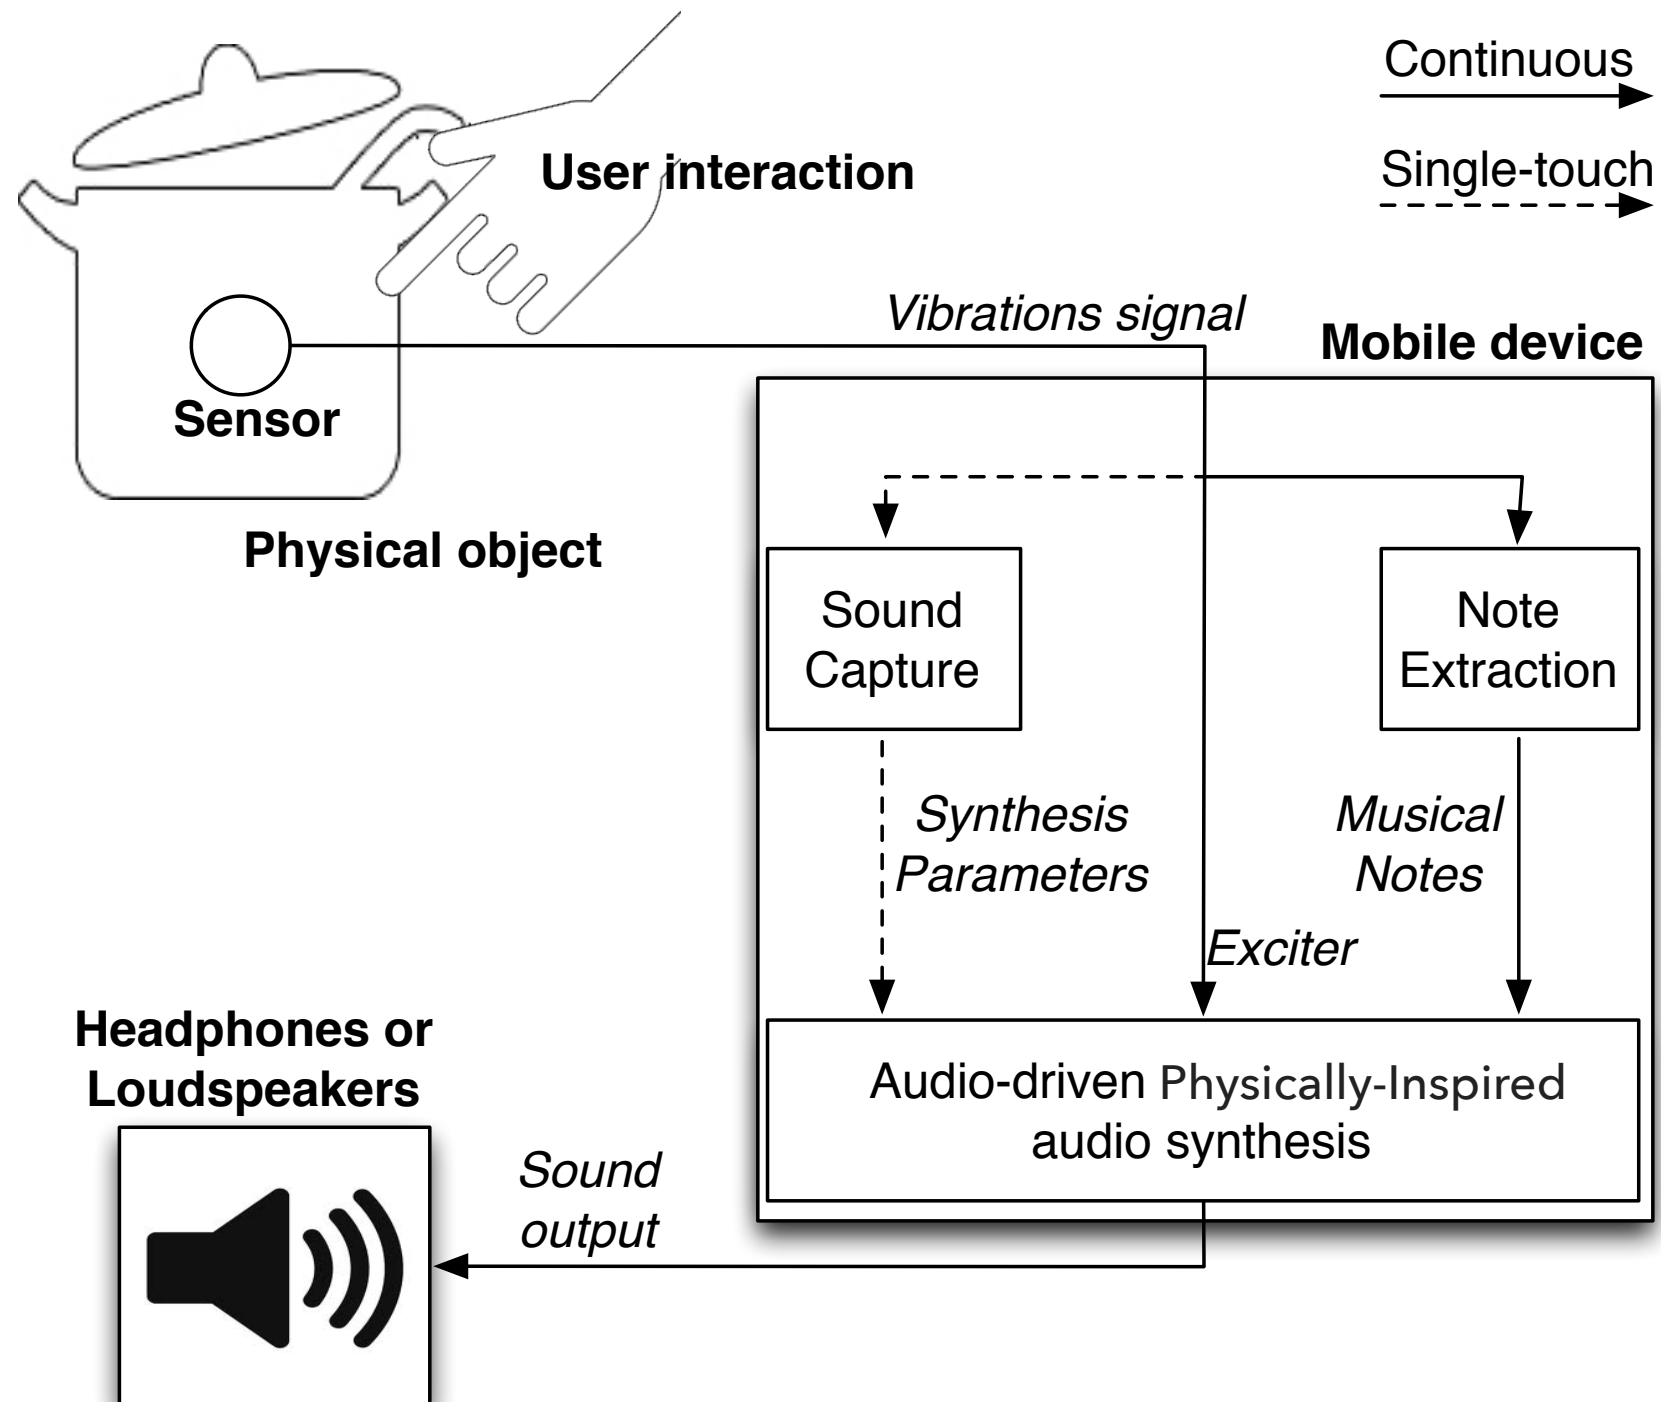 Continuous
Single-touch
User interaction
Vibrations signal
Mobile device
Sensor
Physical object
Sound
Capture
Note
Extraction
Synthesis
Parameters
Musical
Notes
Exciter
Headphones or
Loudspeakers
Audio-driven Physically-Inspired
audio synthesis
Sound
output